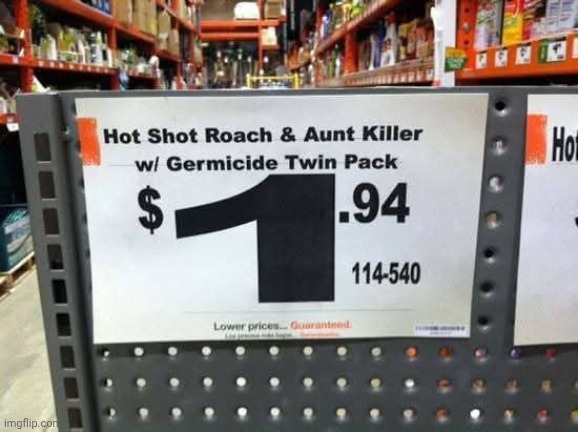 Hot Shot Roach & Aunt Killer
w/ Germicide Twin Pack
$1.94
114-540
Lower prices... Guaranteed.
Hot
imgflip.com